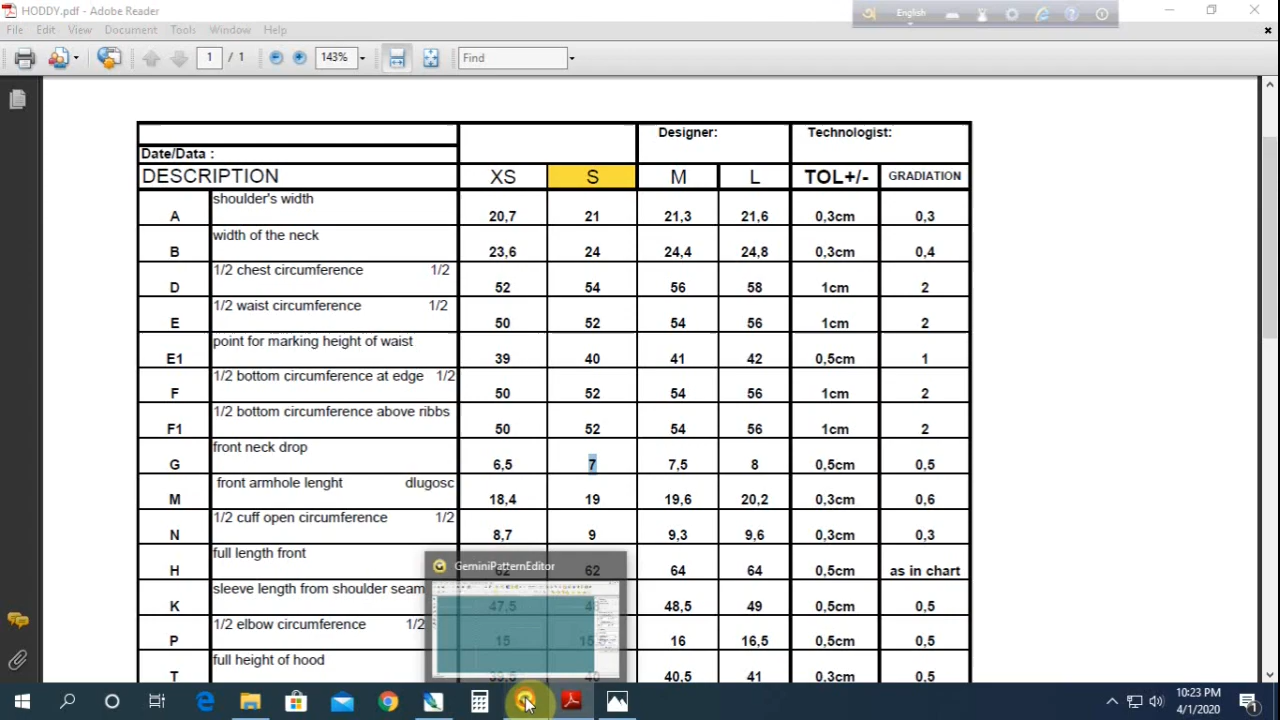 HODDY.pdf - Adobe Reader
English
File Edit View Document Tools Window Help
1 / 1 143% Find
Designer: Technologist:
Date/Data :
DESCRIPTION XS S M L TOL+/- GRADIATION
shoulder's width
A 20,7 21 21,3 21,6 0,3cm 0,3
width of the neck
B 23,6 24 24,4 24,8 0,3cm 0,4
1/2 chest circumference 1/2
D 52 54 56 58 1cm 2
1/2 waist circumference 1/2
E 50 52 54 56 1cm 2
point for marking height of waist
E1 39 40 41 42 0,5cm 1
1/2 bottom circumference at edge 1/2
F 50 52 54 56 1cm 2
1/2 bottom circumference above ribbs
F1 50 52 54 56 1cm 2
front neck drop
G 6,5 7 7,5 8 0,5cm 0,5
front armhole lenght dlugosc
M 18,4 19 19,6 20,2 0,3cm 0,6
1/2 cuff open circumference 1/2
N 8,7 9 9,3 9,6 0,3cm 0,3
full length front
GeminiPatternEditor
H 62 62 64 64 0,5cm as in chart
sleeve length from shoulder seam
K 47,5 48,5 49 0,5cm 0,5
1/2 elbow circumference 1/2
P 15 16 16,5 0,5cm 0,5
full height of hood
T 39,5 40 40,5 41 0,3cm 0,5
10:23 PM
4/1/2020